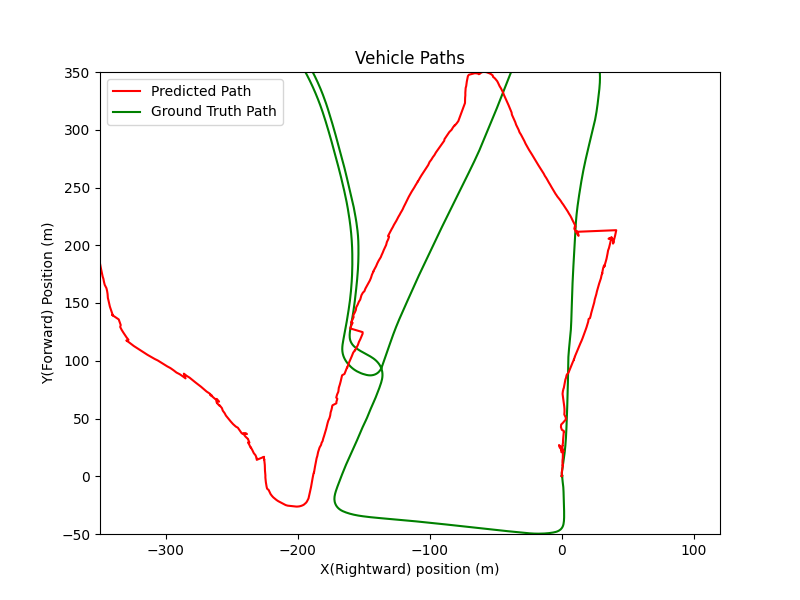 Vehicle Paths
Predicted Path
Ground Truth Path
350
300
250
200
150
100
50
0
−50
Y(Forward) Position (m)
−300
−200
−100
0
100
X(Rightward) position (m)